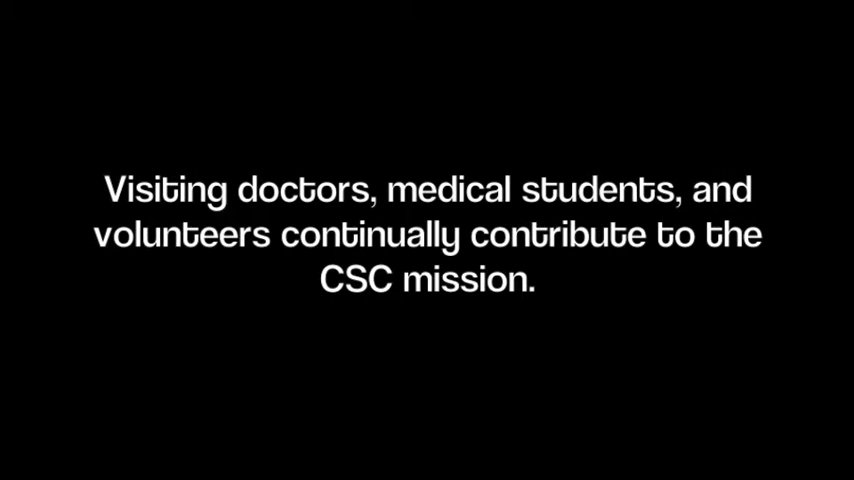 Visiting doctors, medical students, and
volunteers continually contribute to the
CSC mission.